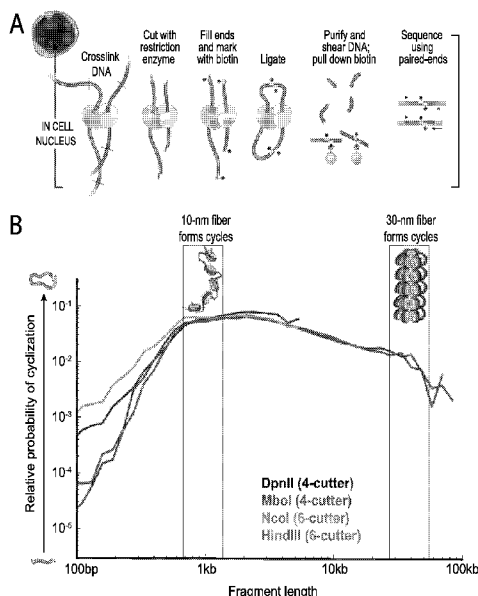 A
Crosslink
DNA
Cut with
restriction
enzyme
Fill ends
and mark
with biotin
Ligate
Purify and
shear DNA;
pull down biotin
Sequence
using
paired-ends
IN CELL
NUCLEUS
B
10-nm fiber
forms cycles
30-nm fiber
forms cycles
Relative probability of cyclization
10-1
10-2
10-3
10-4
10-5
DpnII (4-cutter)
MboI (4-cutter)
NcoI (6-cutter)
HindIII (6-cutter)
100bp
1kb
10kb
100kb
Fragment length